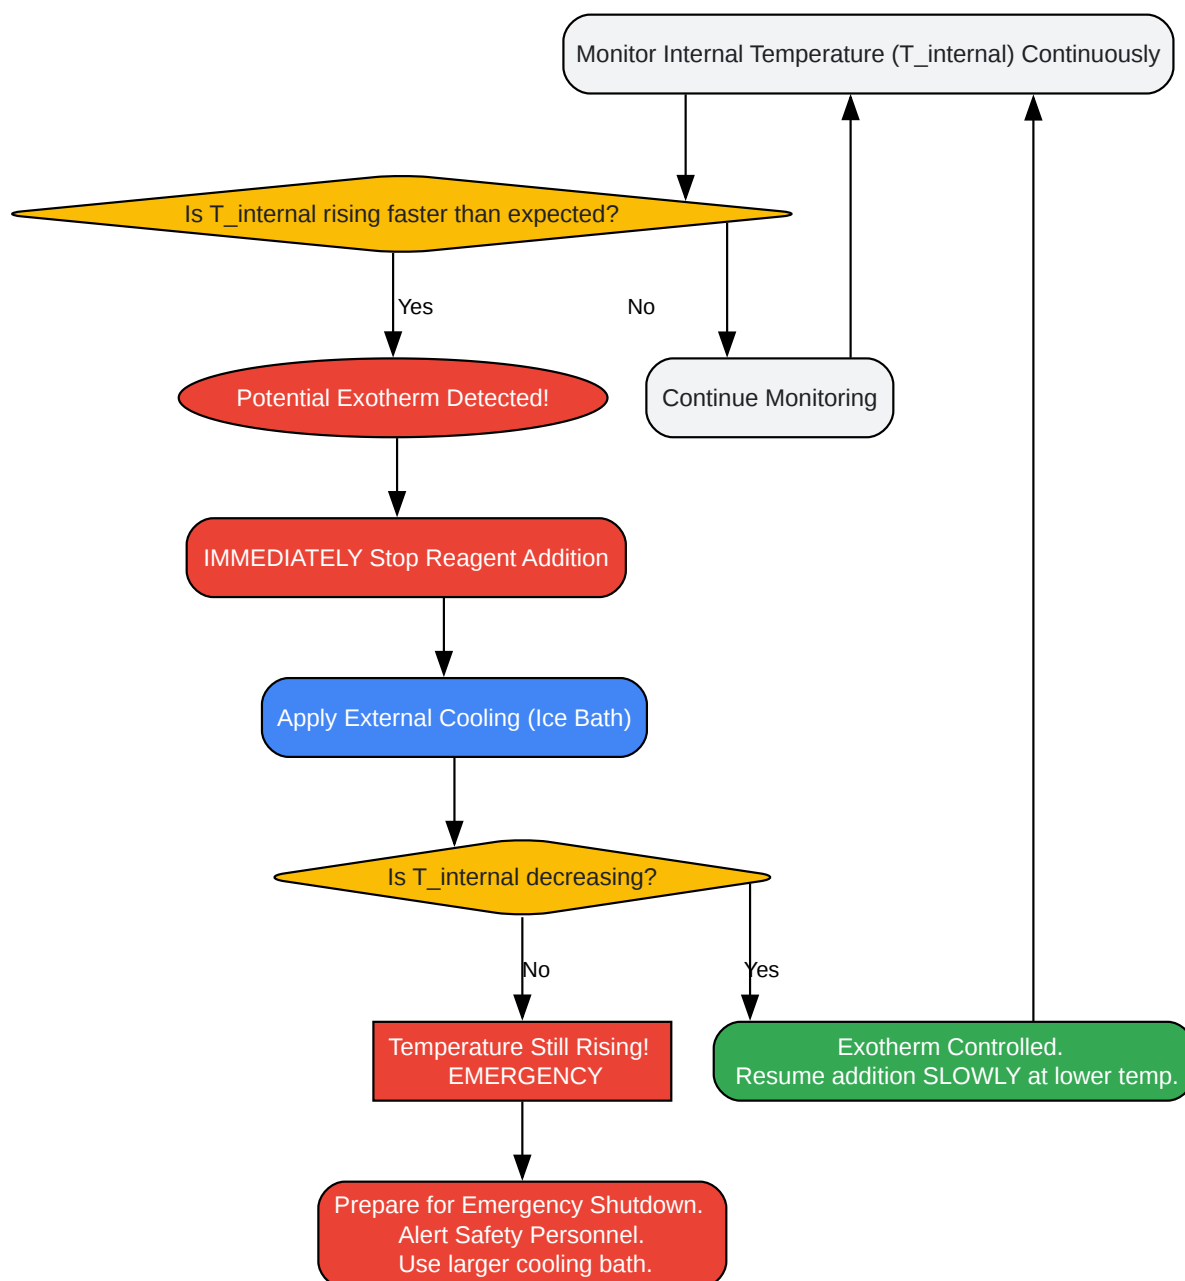 Monitor Internal Temperature (T_internal) Continuously
Is T_internal rising faster than expected?
Yes
No
Potential Exotherm Detected!
Continue Monitoring
IMMEDIATELY Stop Reagent Addition
Apply External Cooling (Ice Bath)
Is T_internal decreasing?
No
Yes
Temperature Still Rising!
EMERGENCY
Exotherm Controlled.
Resume addition SLOWLY at lower temp.
Prepare for Emergency Shutdown.
Alert Safety Personnel.
Use larger cooling bath.